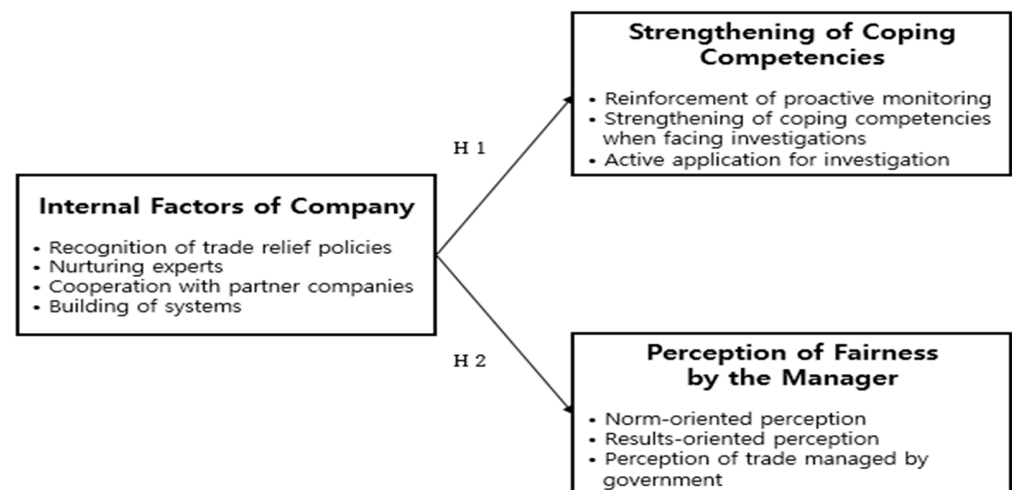 Strengthening of Coping
Competencies
• Reinforcement of proactive monitoring
• Strengthening of coping competencies
when facing investigations
• Active application for investigation
H 1
Internal Factors of Company
• Recognition of trade relief policies
• Nurturing experts
• Cooperation with partner companies
• Building of systems
H 2
Perception of Fairness
by the Manager
• Norm-oriented perception
• Results-oriented perception
• Perception of trade managed by
government